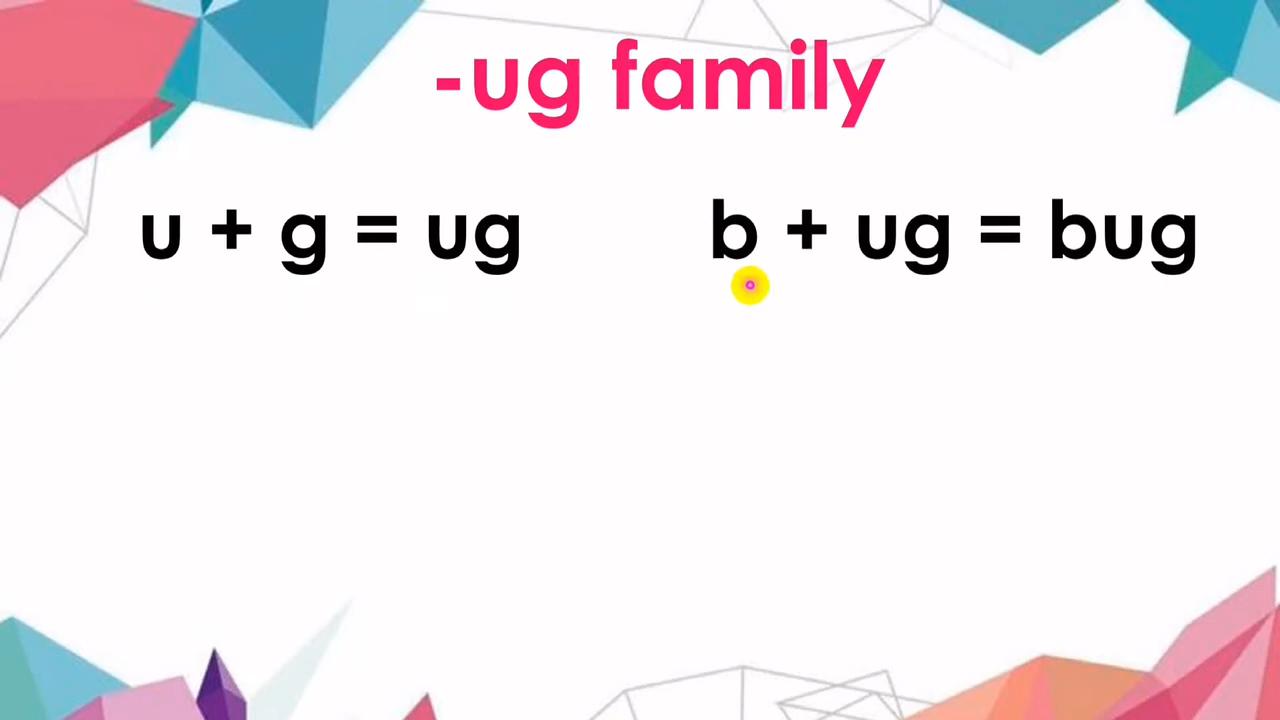 -ug family
u + g = ug b + ug = bug